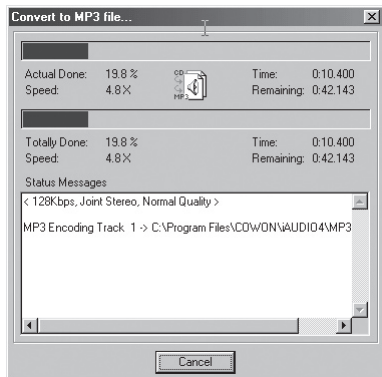 Convert to MP3 file...
Actual Done: 19.8 % Time: 0:10.400
Speed: 4.8X Remaining: 0:42.143
CD
MP3
Totally Done: 19.8 % Time: 0:10.400
Speed: 4.8X Remaining: 0:42.143
Status Messages
< 128Kbps, Joint Stereo, Normal Quality >
MP3 Encoding Track 1 -> C:\Program Files\COWON\iAUDIO4\MP3
Cancel